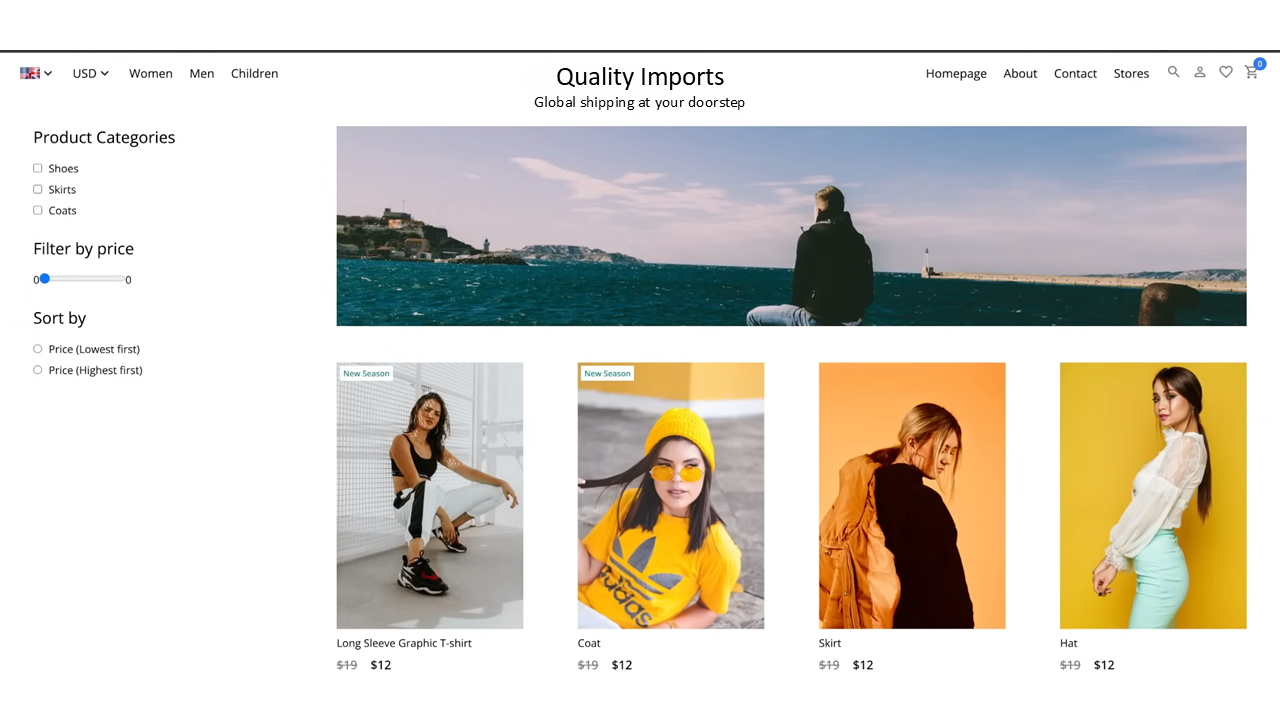 USD Women Men Children
Quality Imports
Global shipping at your doorstep
Homepage About Contact Stores 0
Product Categories
Shoes
Skirts
Coats
Filter by price
0 0
Sort by
Price (Lowest first)
Price (Highest first)
New Season
Long Sleeve Graphic T-shirt
$19 $12
New Season
adidas
Coat
$19 $12
Skirt
$19 $12
Hat
$19 $12